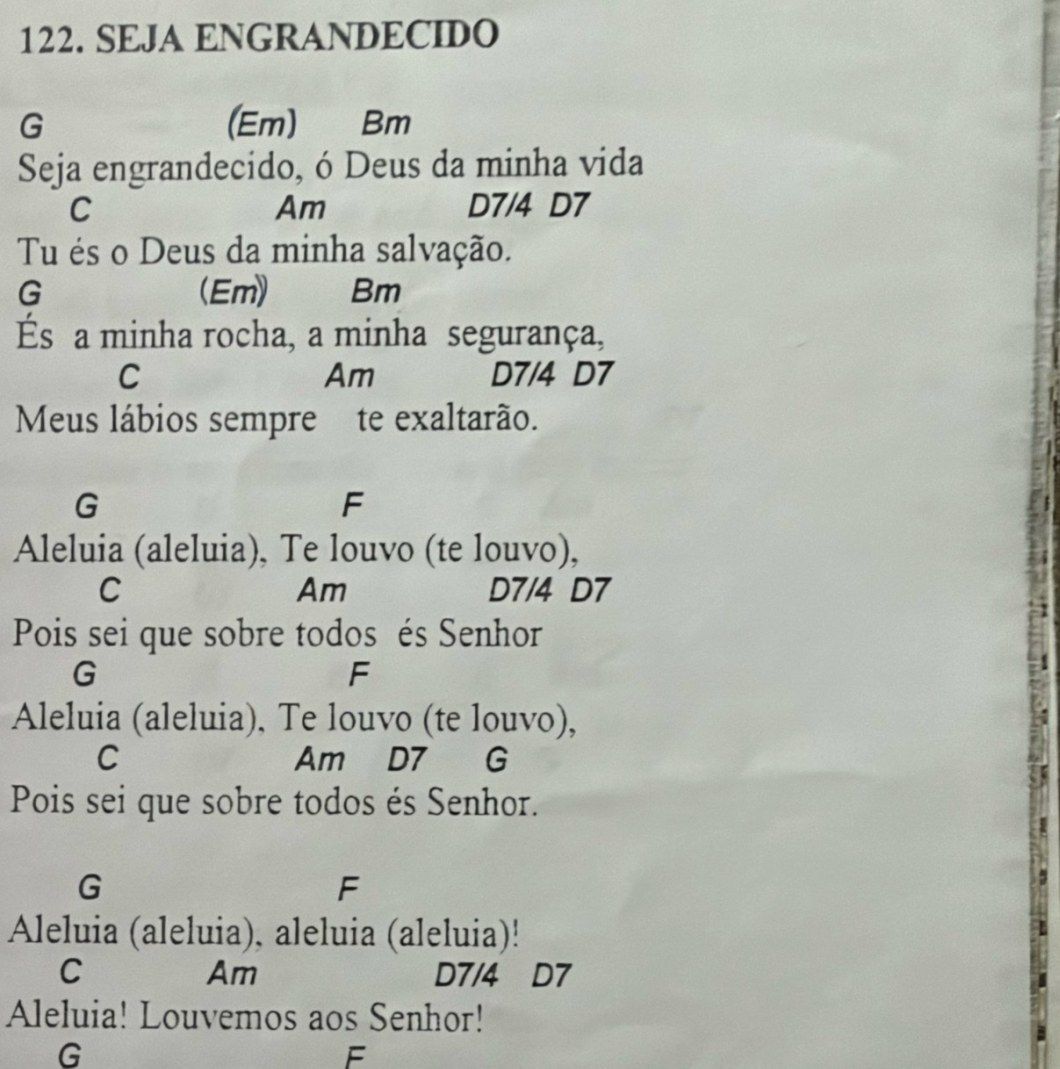 122. SEJA ENGRANDECIDO
G (Em) Bm
Seja engrandecido, ó Deus da minha vida
C Am D7/4 D7
Tu és o Deus da minha salvação.
G (Em)) Bm
És a minha rocha, a minha segurança,
C Am D7/4 D7
Meus lábios sempre te exaltarão.
G F
Aleluia (aleluia), Te louvo (te louvo),
C Am D7/4 D7
Pois sei que sobre todos és Senhor
G F
Aleluia (aleluia), Te louvo (te louvo),
C Am D7 G
Pois sei que sobre todos és Senhor.
G F
Aleluia (aleluia), aleluia (aleluia)!
C Am D7/4 D7
Aleluia! Louvemos aos Senhor!
G F